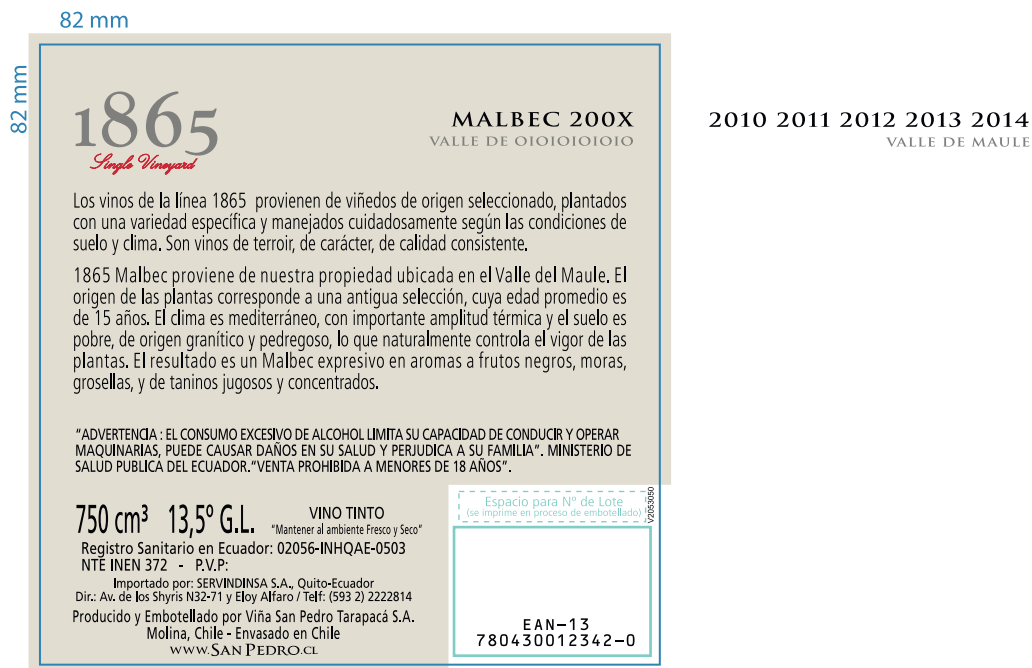 82 mm
82 mm
1865
Single Vineyard
MALBEC 200X
VALLE DE OIOIOIOIOIO
2010 2011 2012 2013 2014
VALLE DE MAULE
Los vinos de la línea 1865 provienen de viñedos de origen seleccionado, plantados
con una variedad específica y manejados cuidadosamente según las condiciones de
suelo y clima. Son vinos de terroir, de carácter, de calidad consistente.
1865 Malbec proviene de nuestra propiedad ubicada en el Valle del Maule. El
origen de las plantas corresponde a una antigua selección, cuya edad promedio es
de 15 años. El clima es mediterráneo, con importante amplitud térmica y el suelo es
pobre, de origen granítico y pedregoso, lo que naturalmente controla el vigor de las
plantas. El resultado es un Malbec expresivo en aromas a frutos negros, moras,
grosellas, y de taninos jugosos y concentrados.
"ADVERTENCIA : EL CONSUMO EXCESIVO DE ALCOHOL LIMITA SU CAPACIDAD DE CONDUCIR Y OPERAR
MAQUINARIAS, PUEDE CAUSAR DAÑOS EN SU SALUD Y PERJUDICA A SU FAMILIA". MINISTERIO DE
SALUD PUBLICA DEL ECUADOR."VENTA PROHIBIDA A MENORES DE 18 AÑOS".
750 cm³ 13,5º G.L.
VINO TINTO
"Mantener al ambiente Fresco y Seco"
Registro Sanitario en Ecuador: 02056-INHQAE-0503
NTE INEN 372 - P.V.P:
Importado por: SERVINDINSA S.A., Quito-Ecuador
Dir.: Av. de los Shyris N32-71 y Eloy Alfaro / Telf: (593 2) 2222814
Producido y Embotellado por Viña San Pedro Tarapacá S.A.
Molina, Chile - Envasado en Chile
WWW.SANPEDRO.CL
Espacio para Nº de Lote
(se imprime en proceso de embotellado)
V2053050
EAN-13
780430012342-0